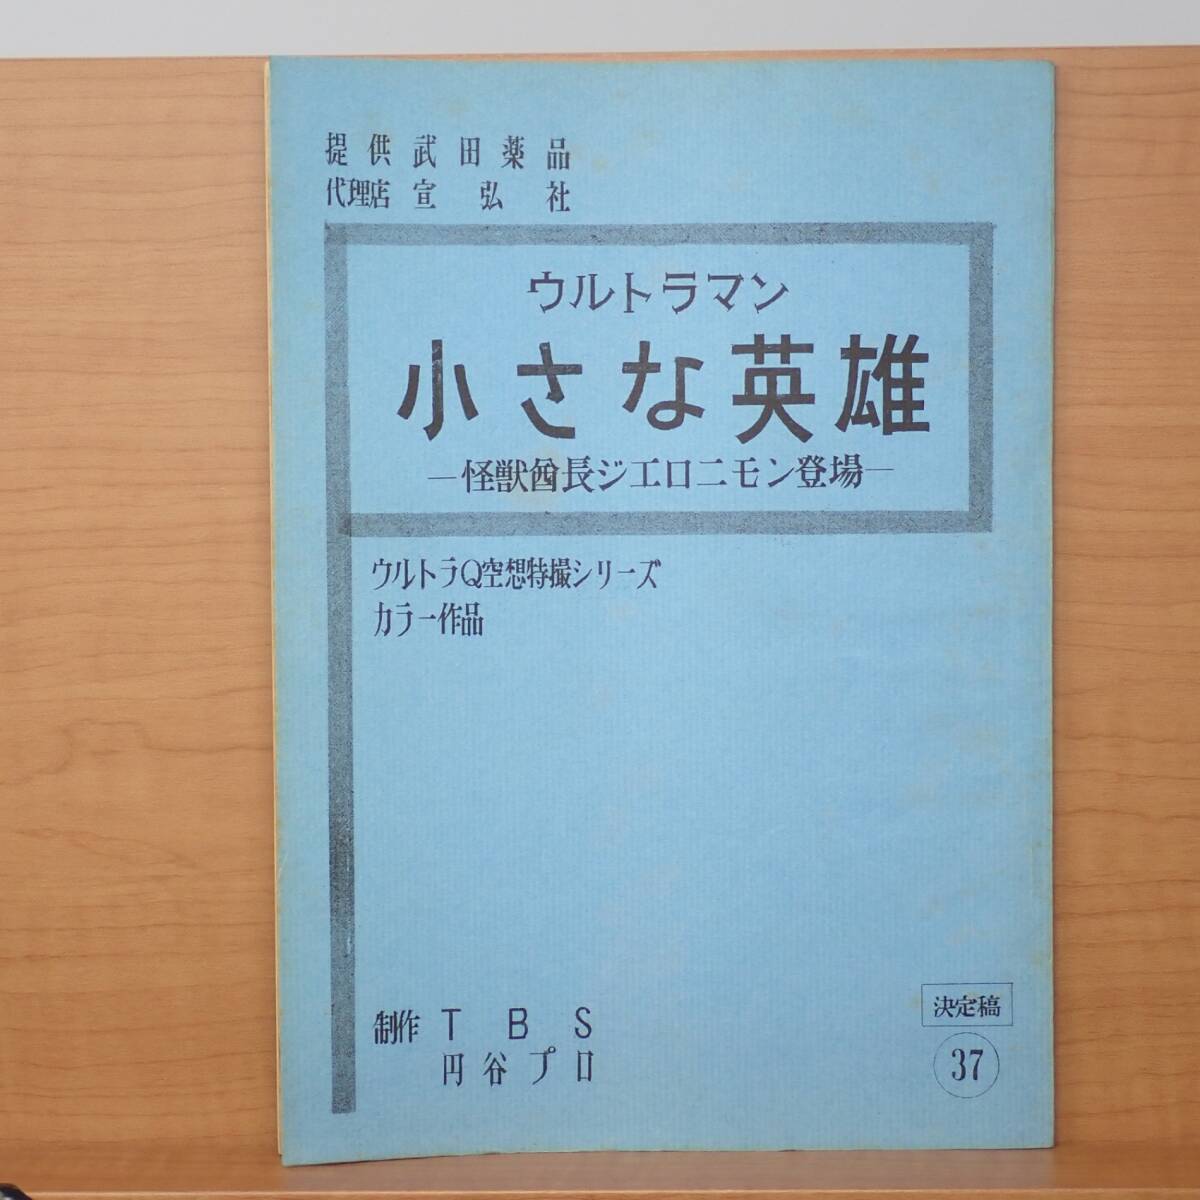 提供 武田薬品
代理店 宣弘社
ウルトラマン
小さな英雄
―怪獣酋長ジエロニモン登場―
ウルトラQ空想特撮シリーズ
カラー作品
制作 TBS
円谷プロ
決定稿
37